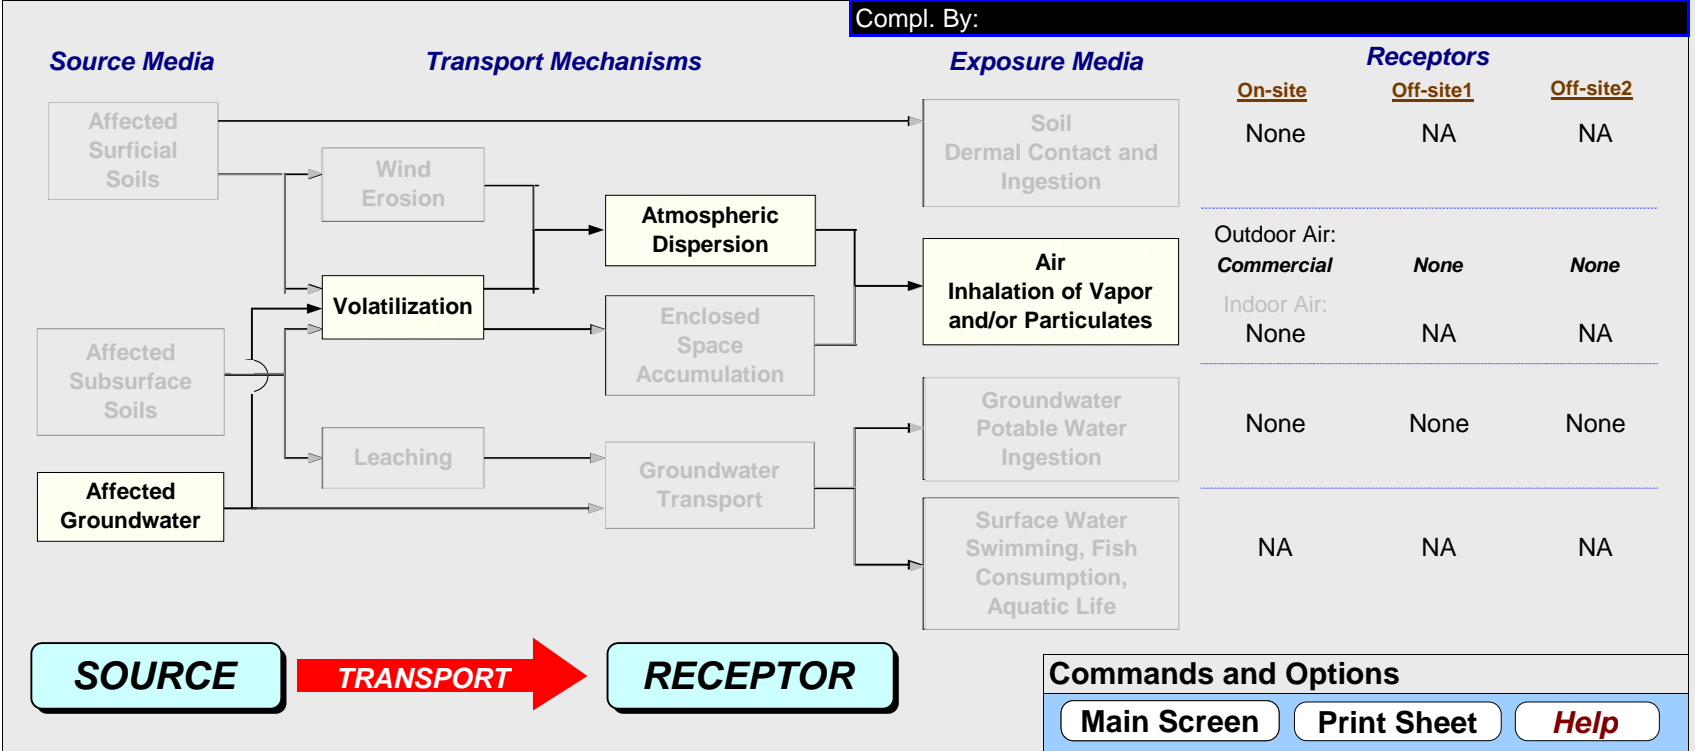 Compl. By:
Source Media
Transport Mechanisms
Exposure Media
Receptors
On-site
Off-site1
Off-site2
Affected
Surficial
Soils
Wind
Erosion
Soil
Dermal Contact and
Ingestion
None
NA
NA
Atmospheric
Dispersion
Volatilization
Air
Inhalation of Vapor
and/or Particulates
Outdoor Air:
Commercial
None
None
Indoor Air:
None
NA
NA
Affected
Subsurface
Soils
Enclosed
Space
Accumulation
Groundwater
Potable Water
Ingestion
None
None
None
Leaching
Groundwater
Transport
Affected
Groundwater
Surface Water
Swimming, Fish
Consumption,
Aquatic Life
NA
NA
NA
SOURCE
TRANSPORT
RECEPTOR
Commands and Options
Main Screen
Print Sheet
Help